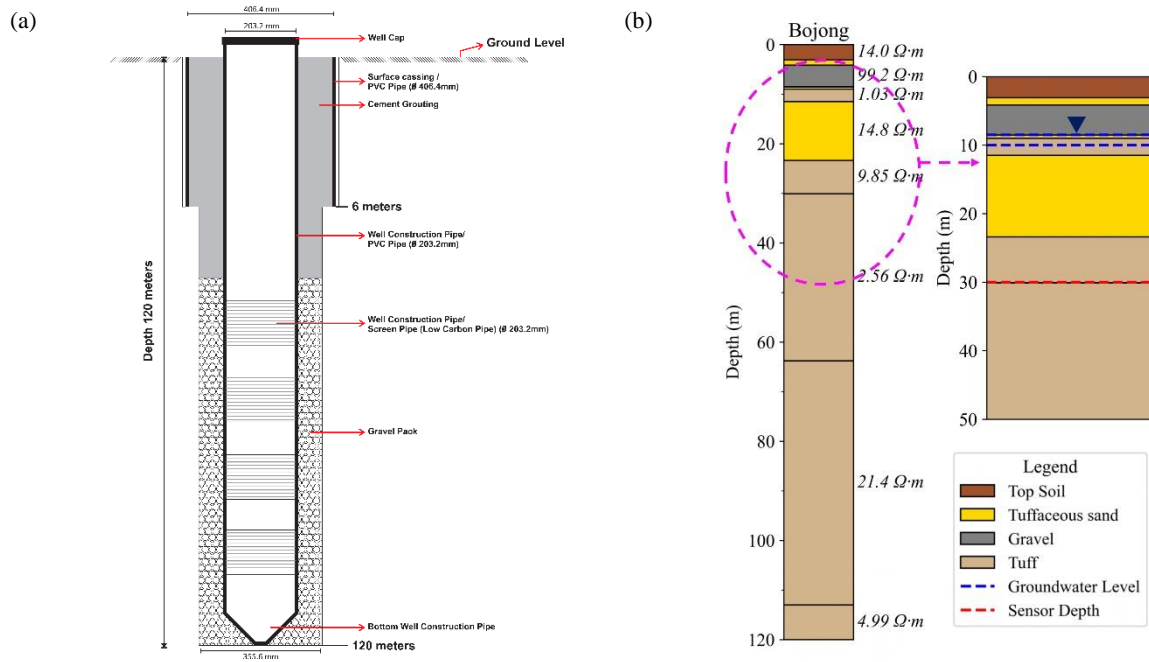 (a)
406.4 mm
203.2 mm
Well Cap
Ground Level
Surface cassing /
PVC Pipe (Ø 406.4mm)
Cement Grouting
6 meters
Well Construction Pipe/
PVC Pipe (Ø 203.2mm)
Depth 120 meters
Well Construction Pipe/
Screen Pipe (Low Carbon Pipe) (Ø 203.2mm)
Gravel Pack
Bottom Well Construction Pipe
120 meters
355.6 mm
(b)
Bojong
0
20
40
60
80
100
120
Depth (m)
14.0 Ω·m
99.2 Ω·m
1.03 Ω·m
14.8 Ω·m
9.85 Ω·m
2.56 Ω·m
21.4 Ω·m
4.99 Ω·m
0
10
20
30
40
50
Depth (m)
Legend
Top Soil
Tuffaceous sand
Gravel
Tuff
Groundwater Level
Sensor Depth